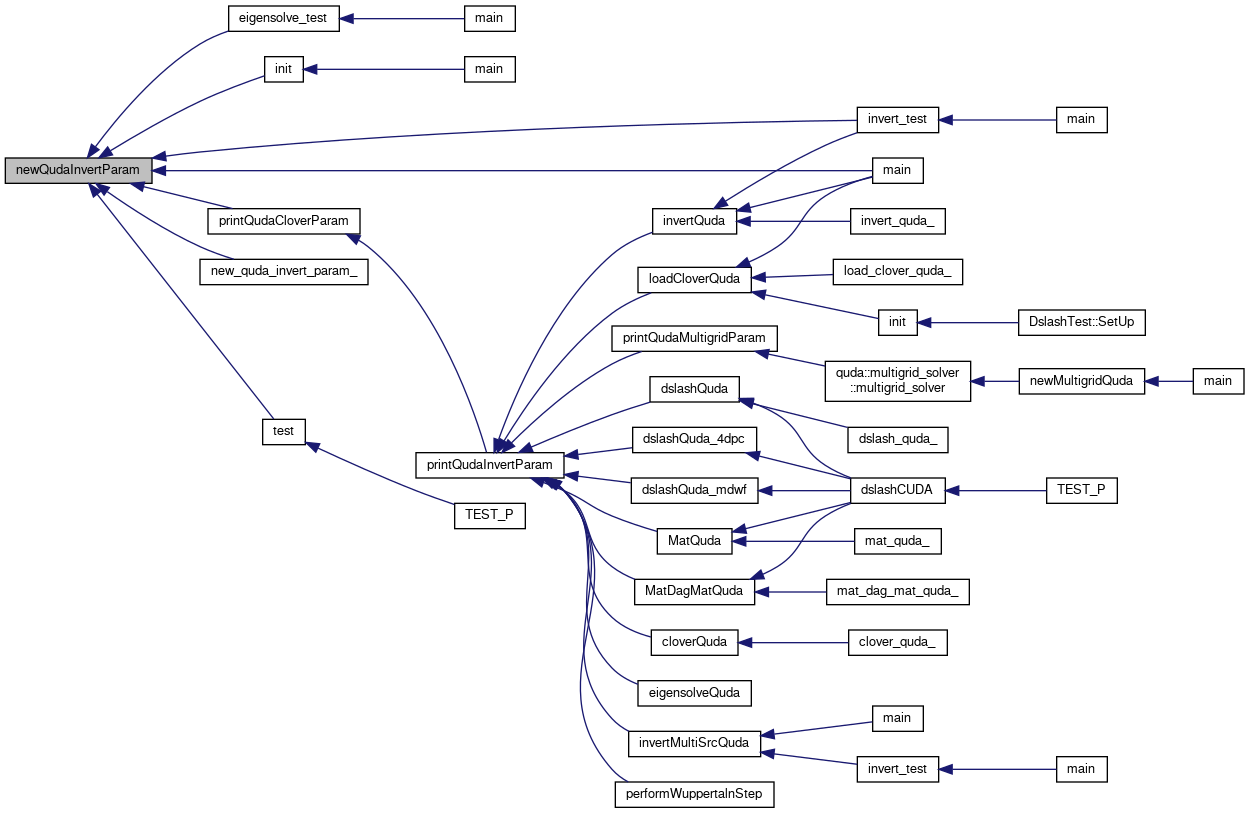 eigensolve_test
main
init
main
invert_test
main
newQudaInvertParam
main
printQudaCloverParam
invertQuda
invert_quda_
new_quda_invert_param_
loadCloverQuda
load_clover_quda_
init
DslashTest::SetUp
printQudaMultigridParam
quda::multigrid_solver
::multigrid_solver
newMultigridQuda
main
dslashQuda
test
dslashQuda_4dpc
dslash_quda_
printQudaInvertParam
dslashQuda_mdwf
dslashCUDA
TEST_P
TEST_P
MatQuda
mat_quda_
MatDagMatQuda
mat_dag_mat_quda_
cloverQuda
clover_quda_
eigensolveQuda
main
invertMultiSrcQuda
invert_test
main
performWuppertalnStep